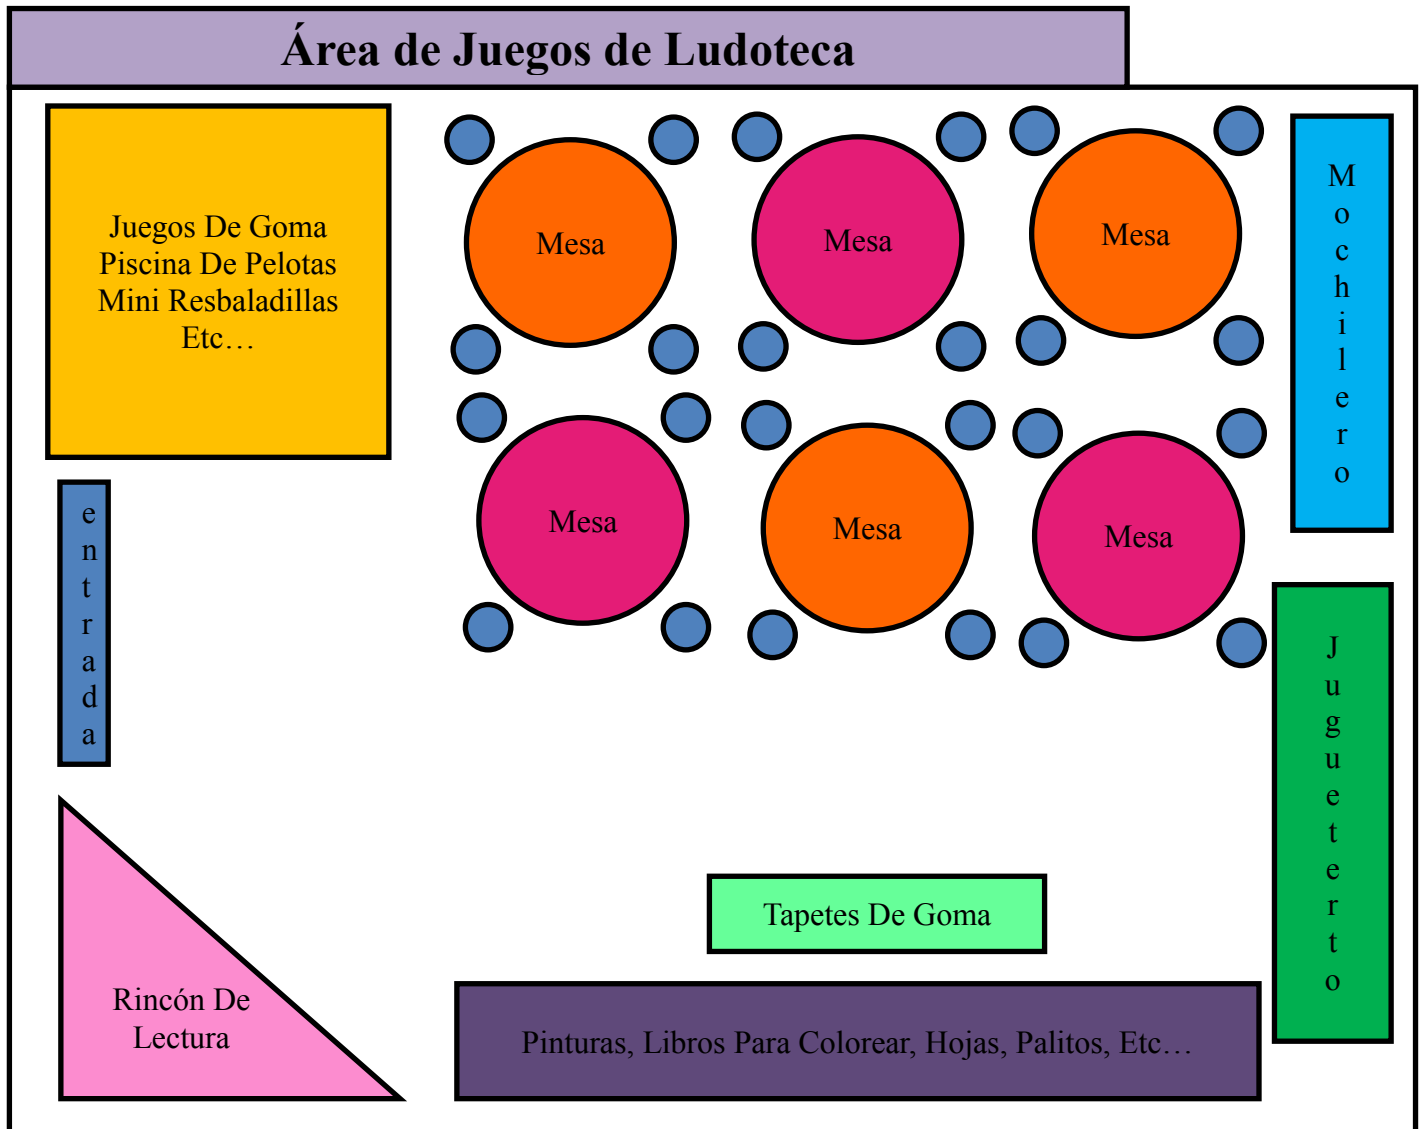 Área de Juegos de Ludoteca
Juegos De Goma
Piscina De Pelotas
Mini Resbaladillas
Etc…
Mesa
Mesa
Mesa
Mochilero
entrada
Mesa
Mesa
Mesa
Jugueterto
Tapetes De Goma
Rincón De
Lectura
Pinturas, Libros Para Colorear, Hojas, Palitos, Etc…